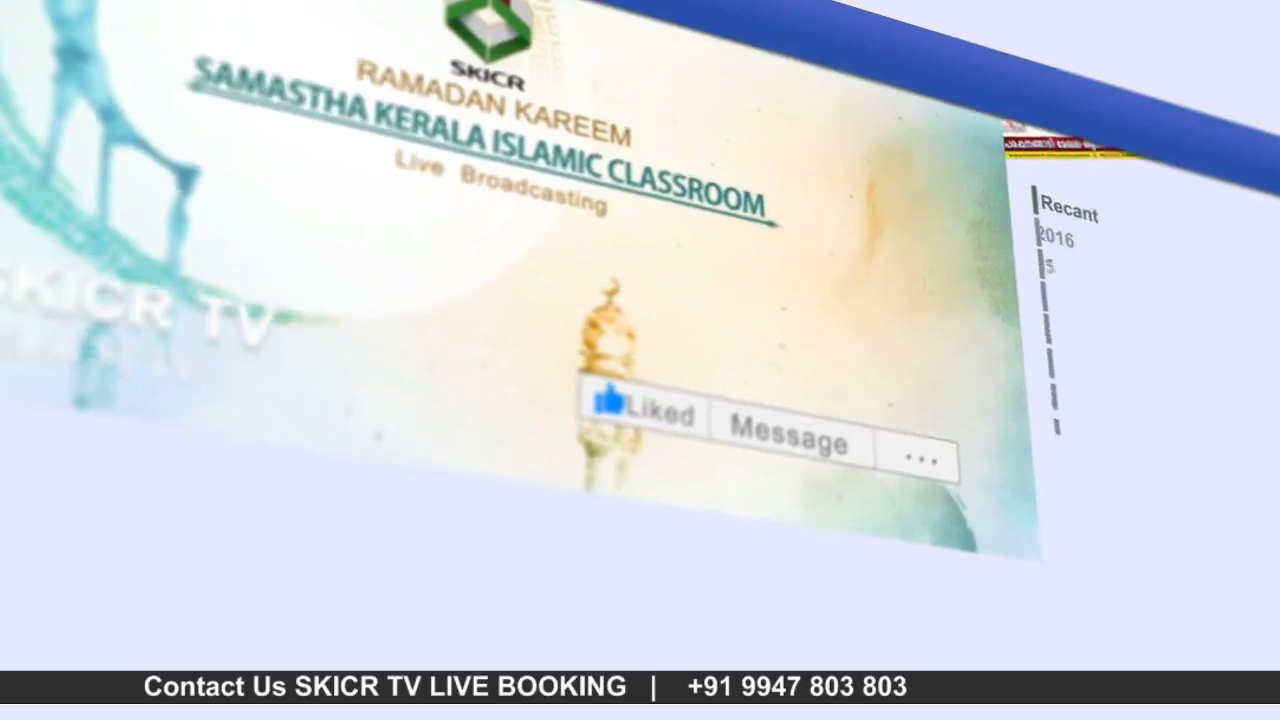 SKICR
RAMADAN KAREEM
SAMASTHA KERALA ISLAMIC CLASSROOM
Live Broadcasting
SKICR TV
Liked
Message
...
Recant
2016
Contact Us SKICR TV LIVE BOOKING | +91 9947 803 803